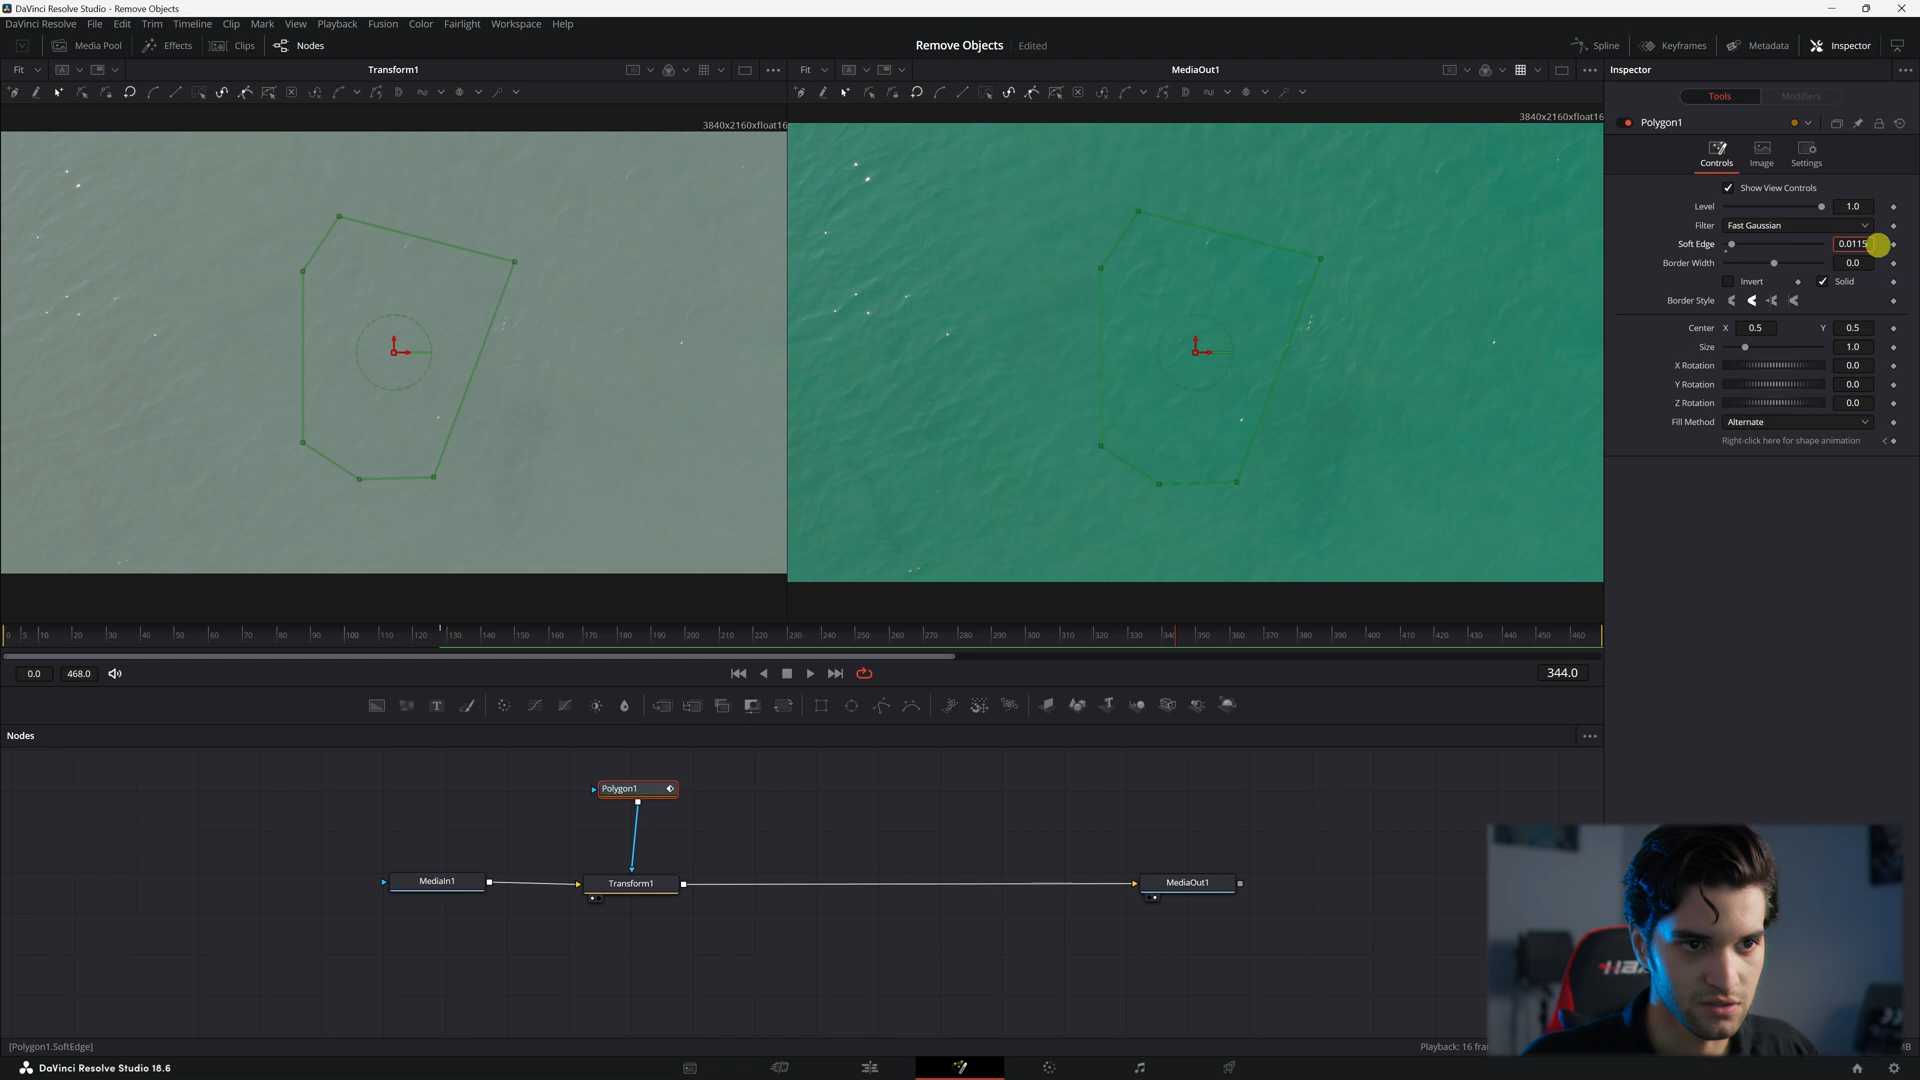 DaVinci Resolve Studio - Remove Objects
DaVinci Resolve File Edit Trim Timeline Clip Mark View Playback Fusion Color Fairlight Workspace Help
Media Pool Effects Clips Nodes Remove Objects Edited Spline Keyframes Metadata Inspector
Fit Transform1 Fit MediaOut1 Inspector
Tools Modifiers
3840x2160xfloat16 3840x2160xfloat16
Polygon1
Controls Image Settings
Show View Controls
Level 1.0
Filter Fast Gaussian
Soft Edge 0.0115
Border Width 0.0
Invert Solid
Border Style
Center X 0.5 Y 0.5
Size 1.0
X Rotation 0.0
Y Rotation 0.0
Z Rotation 0.0
Fill Method Alternate
Right-click here for shape animation
0 5 10 20 30 40 50 60 70 80 90 100 110 120 130 140 150 160 170 180 190 200 210 220 230 240 250 260 270 280 290 300 310 320 330 340 350 360 370 380 390 400 410 420 430 440 450 460
0.0 468.0 344.0
Nodes
Polygon1
MediaIn1 Transform1 MediaOut1
[Polygon1.SoftEdge] Playback: 16
DaVinci Resolve Studio 18.6